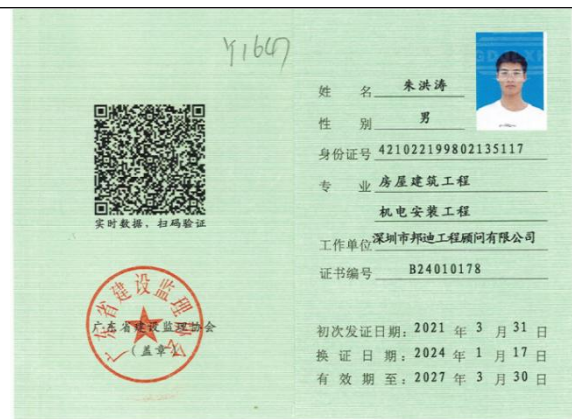 Y1647
实时数据，扫码验证
广东省建设监理协会
广东省建设监理协会
（盖章）
姓 名 朱洪涛
性 别 男
身份证号 421022199802135117
专 业 房屋建筑工程
机电安装工程
工作单位 深圳市邦迪工程顾问有限公司
证书编号 B24010178
初次发证日期：2021 年 3 月 31 日
换 证 日 期：2024 年 1 月 17 日
有 效 期 至：2027 年 3 月 30 日